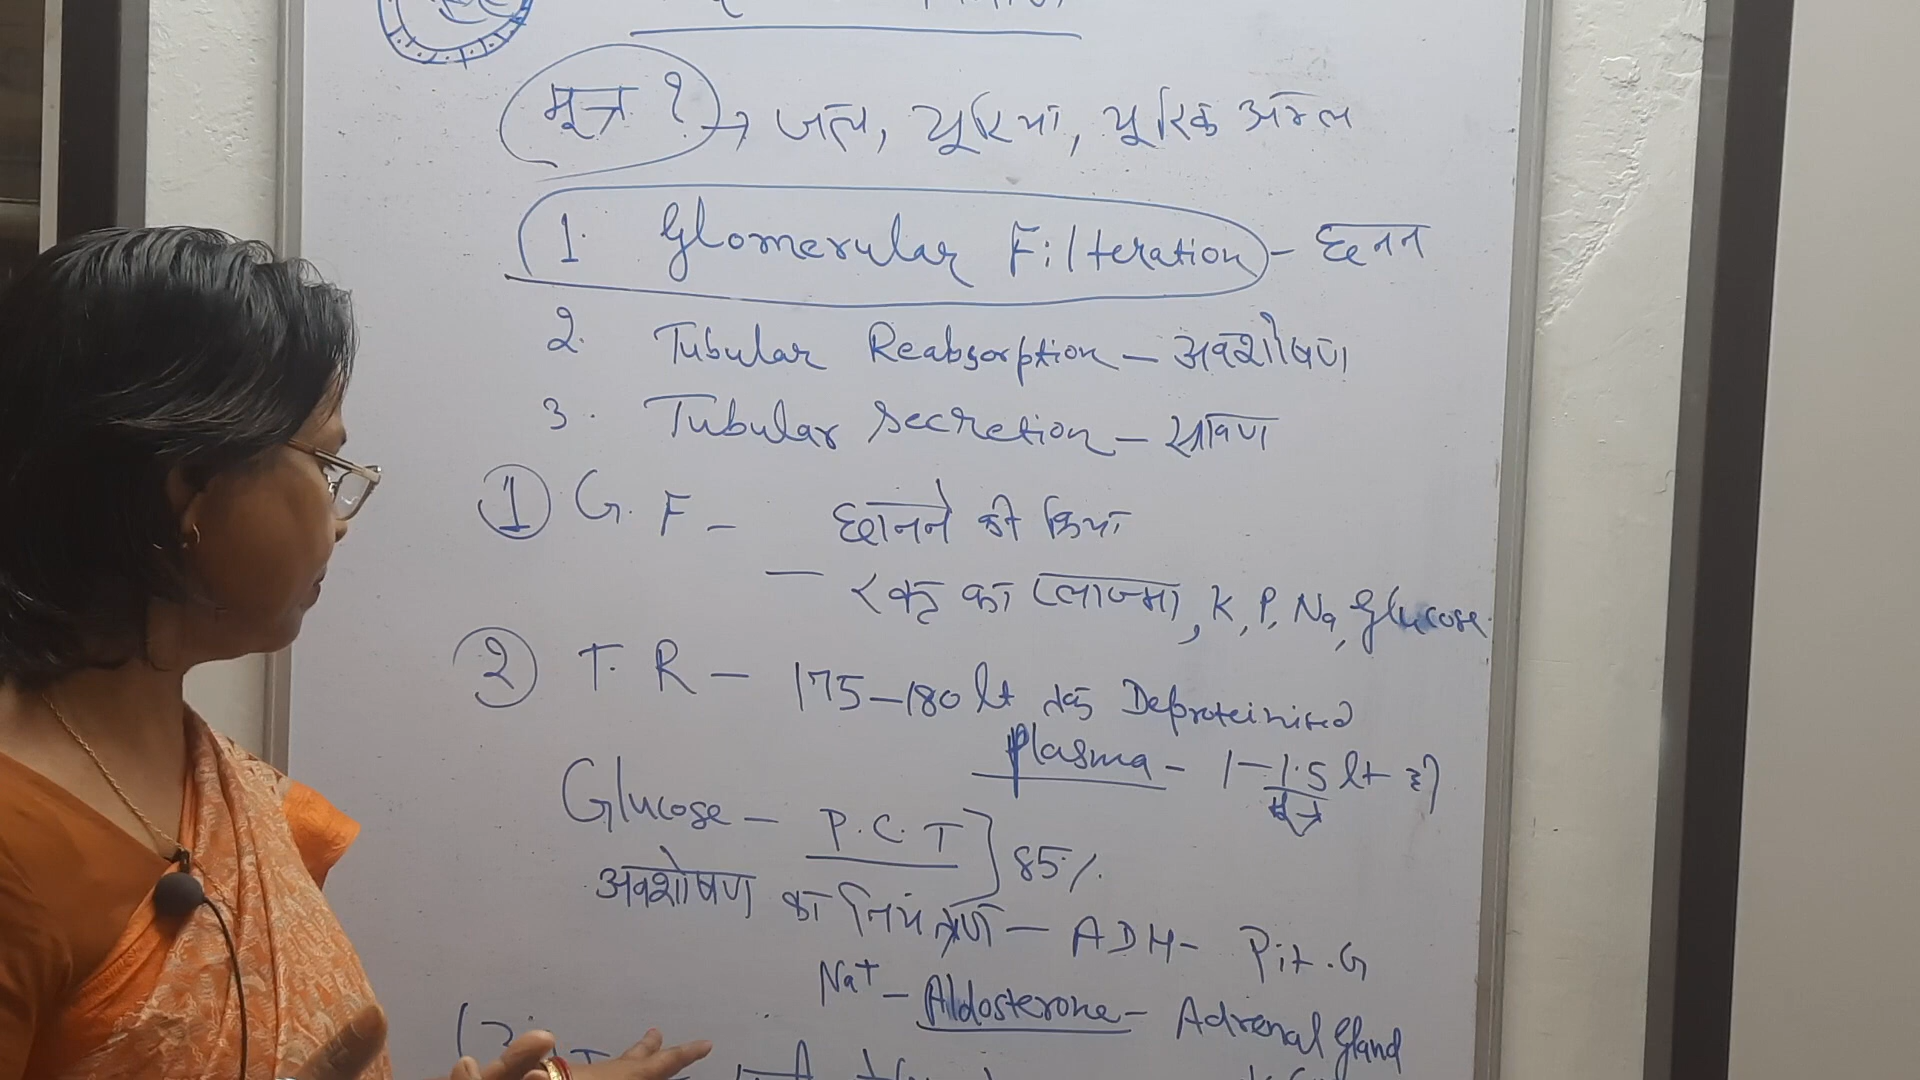 मूत्र ? → जल, यूरिया, यूरिक अम्ल
1. Glomerular Filteration - छनन
2. Tubular Reabsorption - अवशोषण
3. Tubular Secretion - स्रावण
① G. F - छानने की क्रिया
- रक्त का प्लाज्मा, K, P, Na, Glucose
② T. R - 175-180 lt तक Deproteinised
Plasma - 1-1.5 lt
मूत्र
Glucose - P.C.T ] 85%
अवशोषण का नियंत्रण - ADH - Pit. G
Na+ - Aldosterone - Adrenal Gland